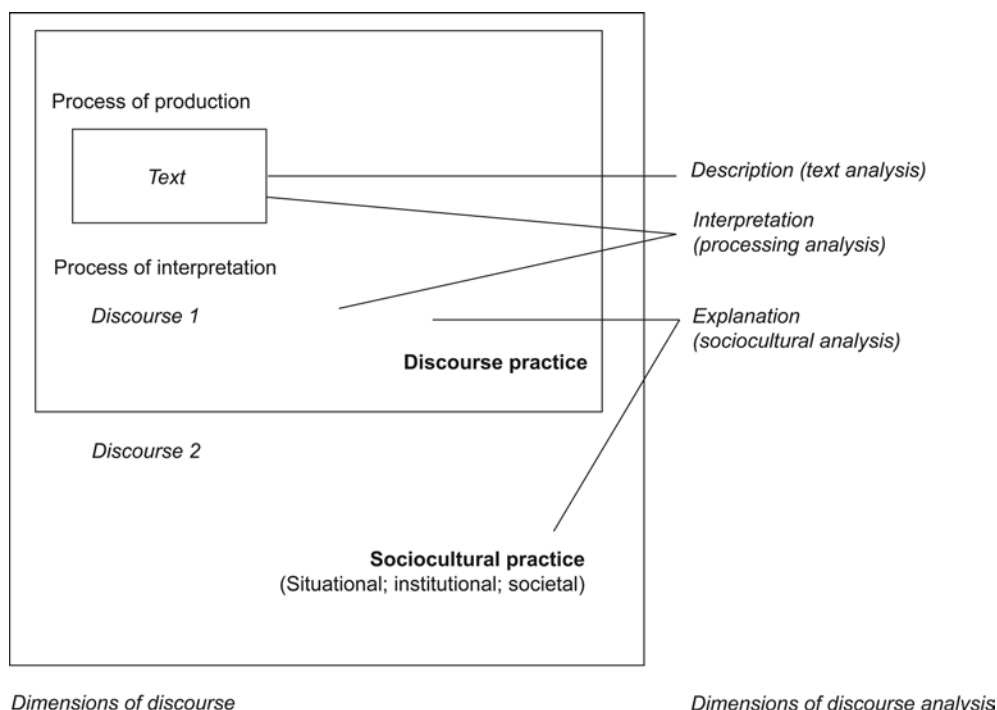 Process of production
Text
Description (text analysis)
Interpretation
(processing analysis)
Process of interpretation
Discourse 1
Explanation
(sociocultural analysis)
Discourse practice
Discourse 2
Sociocultural practice
(Situational; institutional; societal)
Dimensions of discourse
Dimensions of discourse analysis